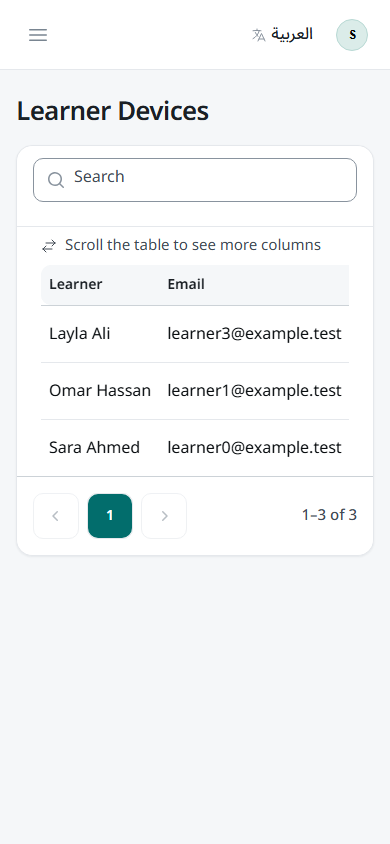 العربية
S
Learner Devices
Search
Scroll the table to see more columns
Learner Email
Layla Ali learner3@example.test
Omar Hassan learner1@example.test
Sara Ahmed learner0@example.test
1 1–3 of 3